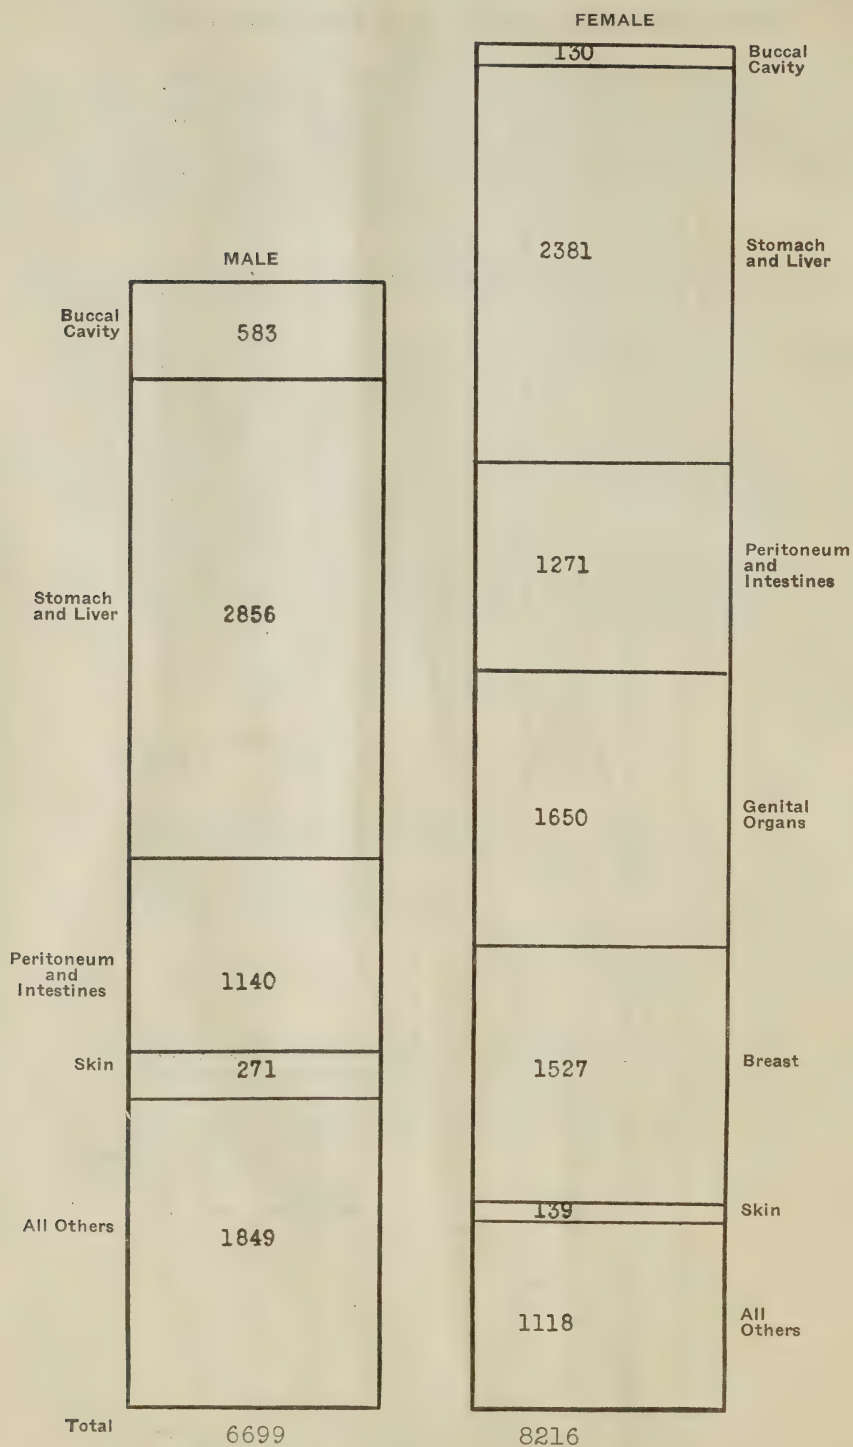 FEMALE
130
Buccal
Cavity
2381
Stomach
and Liver
1271
Peritoneum
and
Intestines
1650
Genital
Organs
1527
Breast
139
Skin
1118
All
Others
8216
MALE
Buccal
Cavity
583
Stomach
and Liver
2856
Peritoneum
and
Intestines
1140
Skin
271
All Others
1849
Total
6699